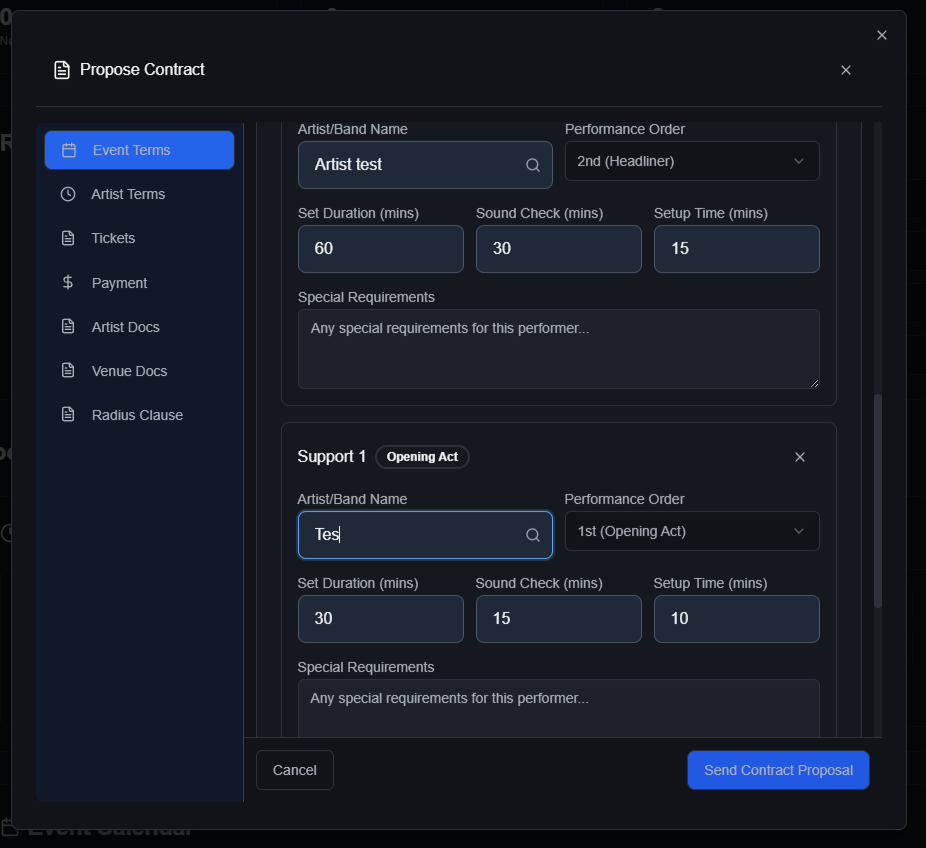 Propose Contract
Event Terms
Artist Terms
Tickets
Payment
Artist Docs
Venue Docs
Radius Clause
Artist/Band Name
Performance Order
Artist test
2nd (Headliner)
Set Duration (mins)
Sound Check (mins)
Setup Time (mins)
60
30
15
Special Requirements
Any special requirements for this performer...
Support 1
Opening Act
Artist/Band Name
Performance Order
Tes
1st (Opening Act)
Set Duration (mins)
Sound Check (mins)
Setup Time (mins)
30
15
10
Special Requirements
Any special requirements for this performer...
Cancel
Send Contract Proposal
Event Calendar